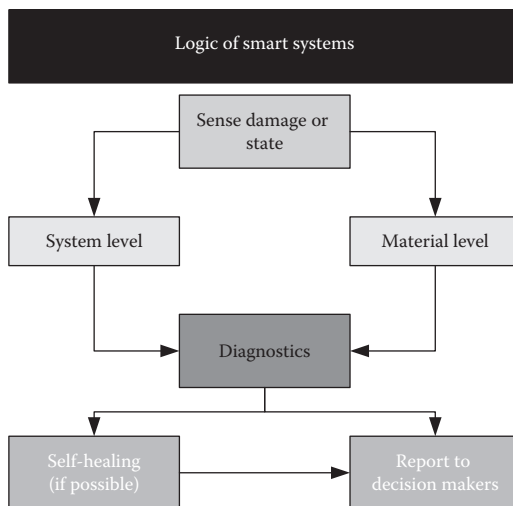 Logic of smart systems
Sense damage or
state
System level
Material level
Diagnostics
Self-healing
(if possible)
Report to
decision makers